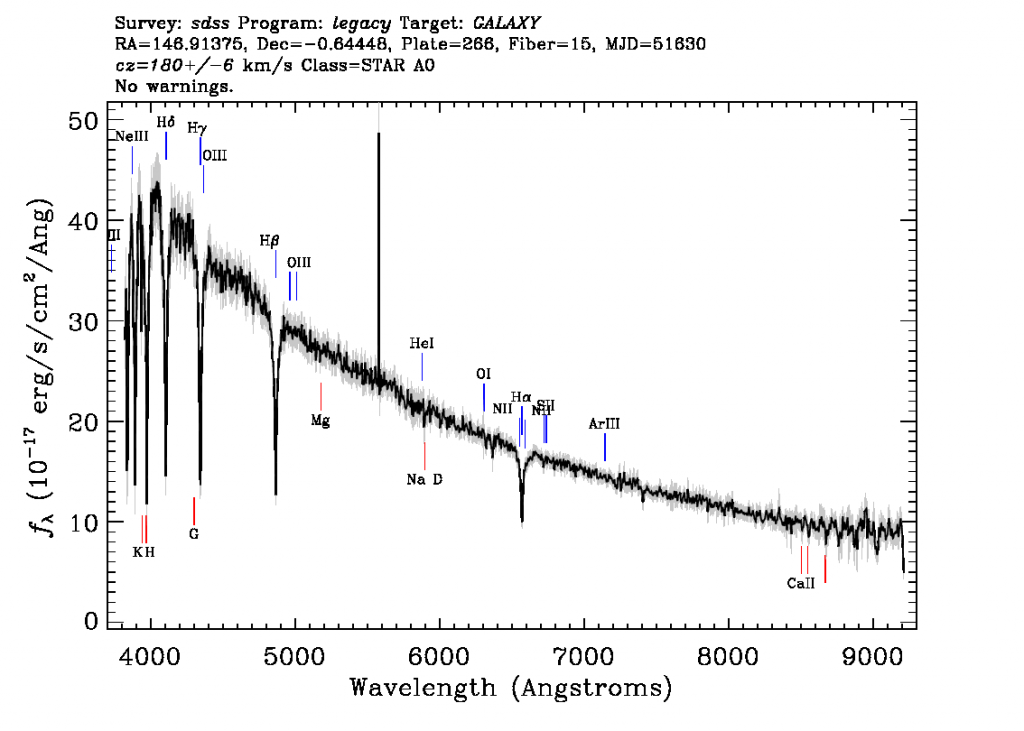 Survey: sdss Program: legacy Target: GALAXY
RA=146.91375, Dec=-0.64448, Plate=266, Fiber=15, MJD=51630
cz=180+/-6 km/s Class=STAR A0
No warnings.
50
40
30
20
10
0
fλ (10^-17 erg/s/cm^2/Ang)
III
NeIII
Hδ
Hγ
OIII
Hβ
OIII
HeI
OI
NII
Hα
NII
SII
ArIII
K H
G
Mg
Na D
CaII
4000 5000 6000 7000 8000 9000
Wavelength (Angstroms)